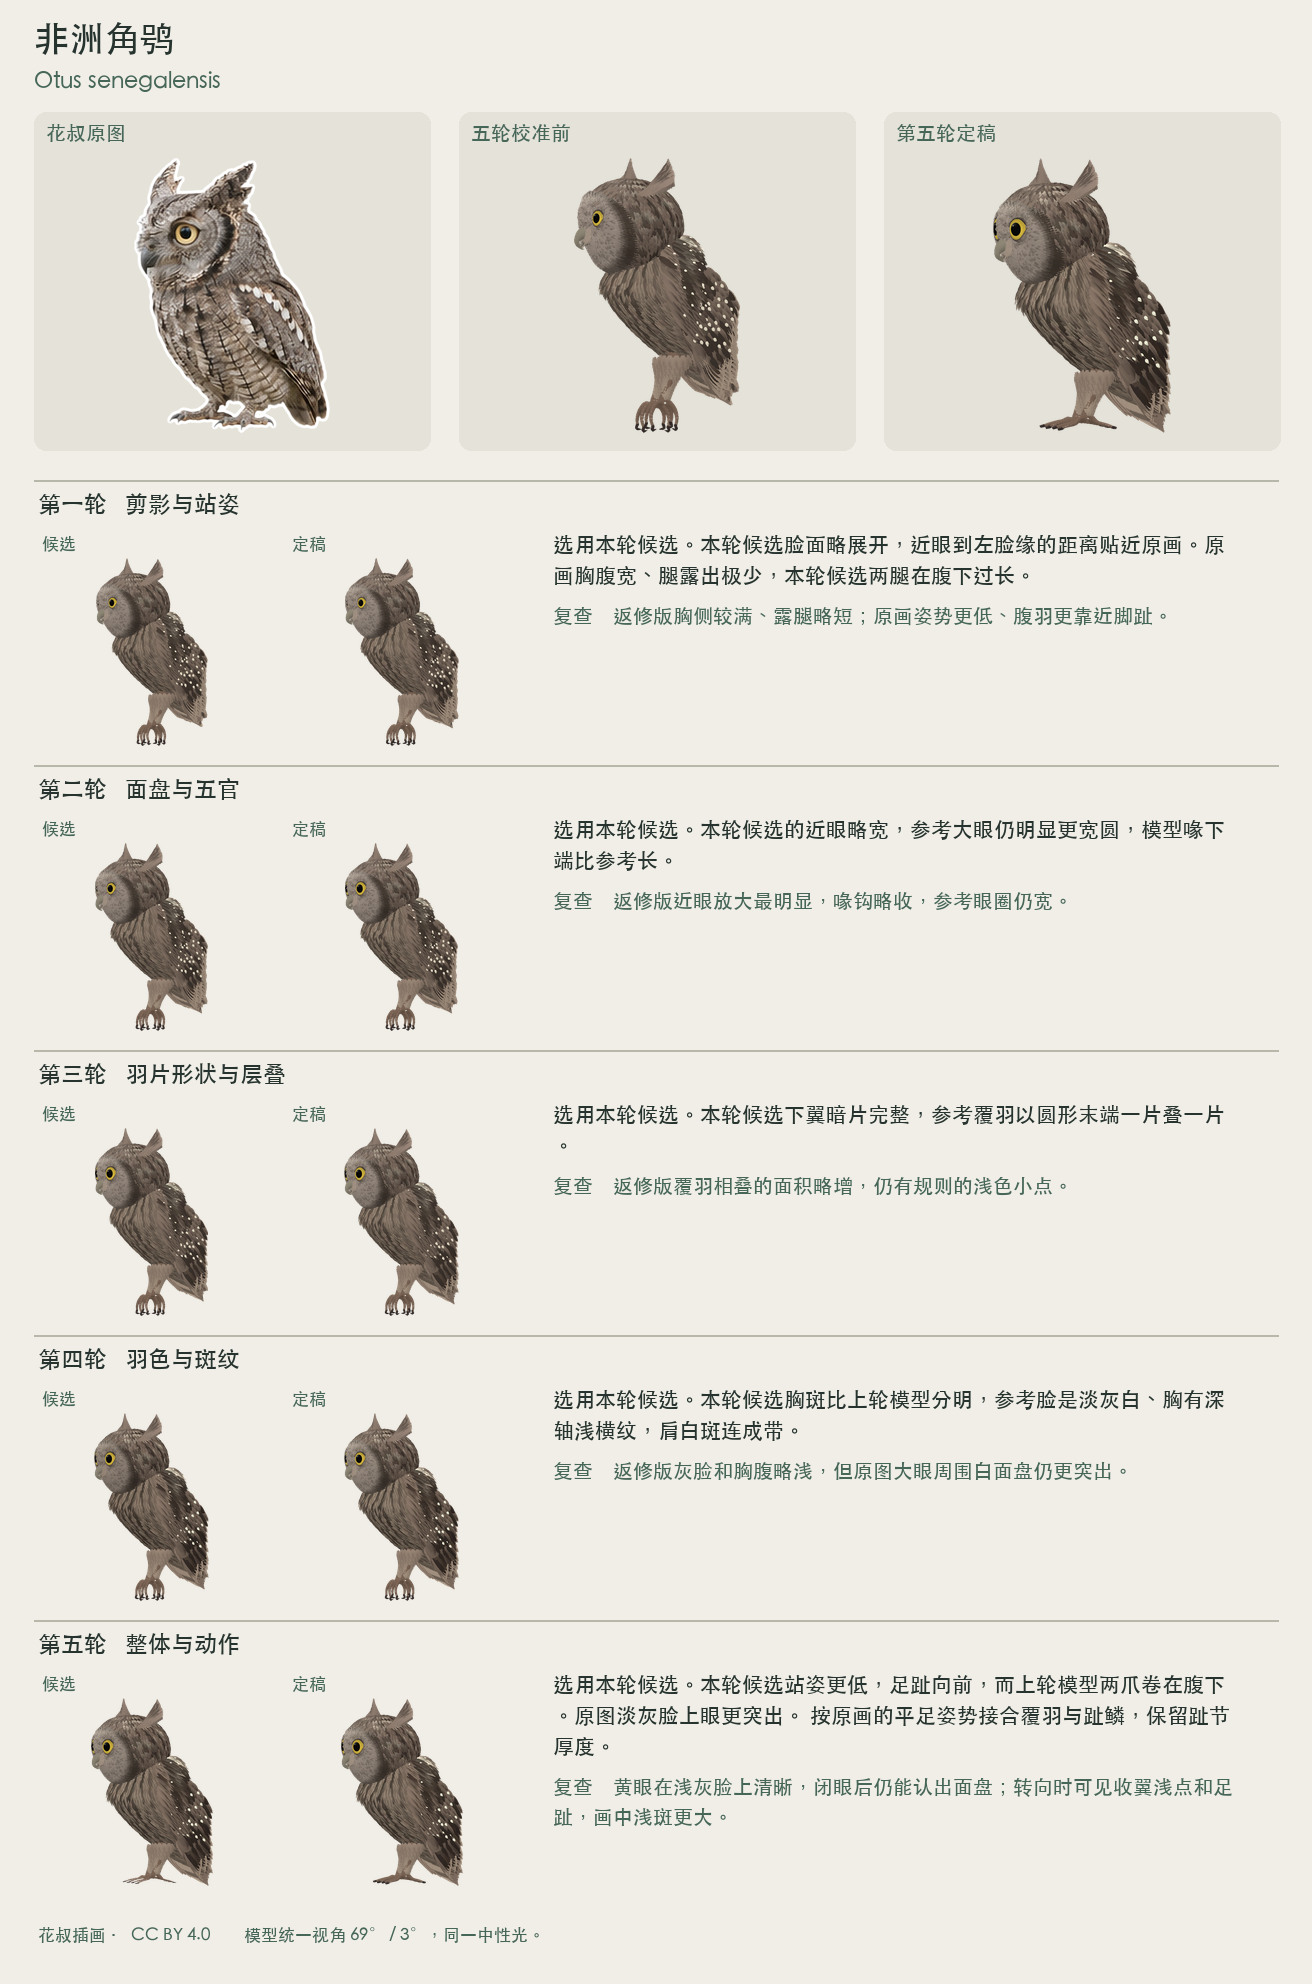 非洲角鸮
Otus senegalensis
花叔原图
五轮校准前
第五轮定稿
第一轮 剪影与站姿
候选
定稿
选用本轮候选。本轮候选脸面略展开，近眼到左脸缘的距离贴近原画。原
画胸腹宽、腿露出极少，本轮候选两腿在腹下过长。
复查 返修版胸侧较满、露腿略短；原画姿势更低、腹羽更靠近脚趾。
第二轮 面盘与五官
候选
定稿
选用本轮候选。本轮候选的近眼略宽，参考大眼仍明显更宽圆，模型喙下
端比参考长。
复查 返修版近眼放大最明显，喙钩略收，参考眼圈仍宽。
第三轮 羽片形状与层叠
候选
定稿
选用本轮候选。本轮候选下翼暗片完整，参考覆羽以圆形末端一片叠一片
。
复查 返修版覆羽相叠的面积略增，仍有规则的浅色小点。
第四轮 羽色与斑纹
候选
定稿
选用本轮候选。本轮候选胸斑比上轮模型分明，参考脸是淡灰白、胸有深
轴浅横纹，肩白斑连成带。
复查 返修版灰脸和胸腹略浅，但原图大眼周围白面盘仍更突出。
第五轮 整体与动作
候选
定稿
选用本轮候选。本轮候选站姿更低，足趾向前，而上轮模型两爪卷在腹下
。原图淡灰脸上眼更突出。 按原画的平足姿势接合覆羽与趾鳞，保留趾节
厚度。
复查 黄眼在浅灰脸上清晰，闭眼后仍能认出面盘；转向时可见收翼浅点和足
趾，画中浅斑更大。
花叔插画 · CC BY 4.0 模型统一视角 69° / 3°，同一中性光。